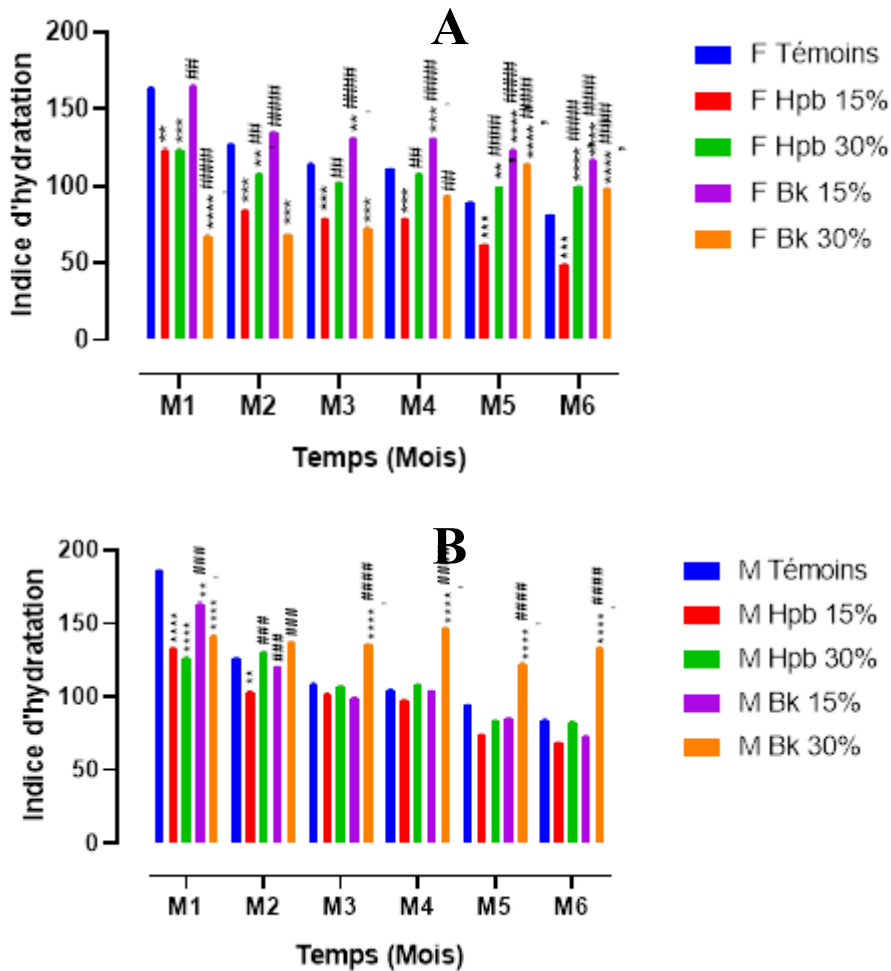 A
200
150
100
50
0
Indice d'hydratation
M1 M2 M3 M4 M5 M6
Temps (Mois)
F Témoins
F Hpb 15%
F Hpb 30%
F Bk 15%
F Bk 30%
B
200
150
100
50
0
Indice d'hydratation
M1 M2 M3 M4 M5 M6
Temps (Mois)
M Témoins
M Hpb 15%
M Hpb 30%
M Bk 15%
M Bk 30%